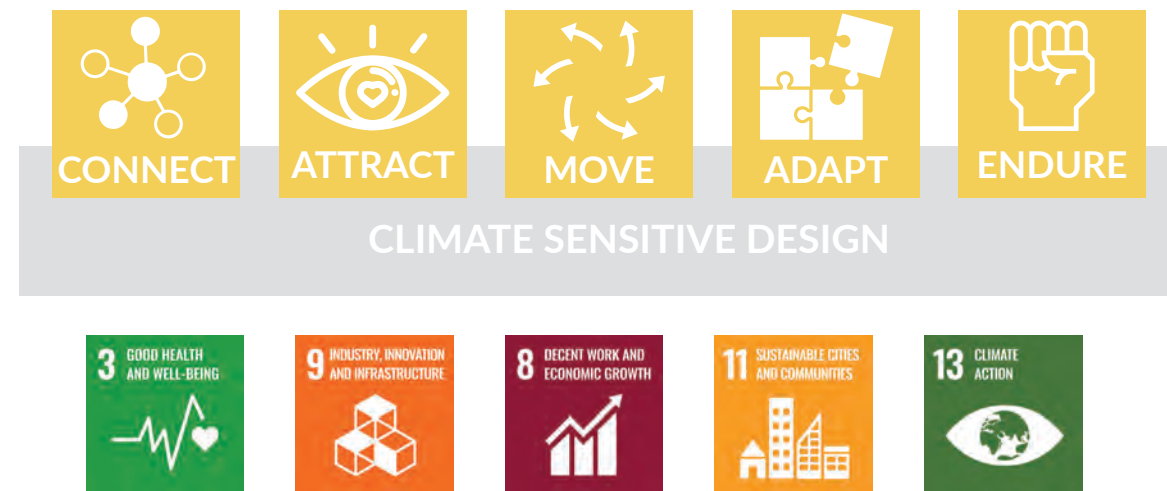 CONNECT
ATTRACT
MOVE
ADAPT
ENDURE
CLIMATE SENSITIVE DESIGN
3 GOOD HEALTH
AND WELL-BEING
9 INDUSTRY, INNOVATION
AND INFRASTRUCTURE
8 DECENT WORK AND
ECONOMIC GROWTH
11 SUSTAINABLE CITIES
AND COMMUNITIES
13 CLIMATE
ACTION